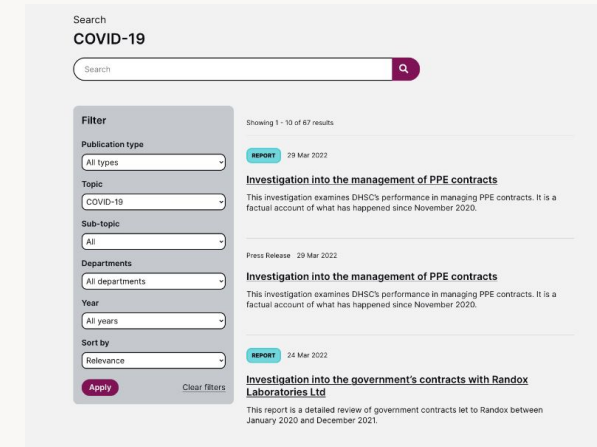 Search
COVID-19
Search
Filter
Publication type
All types
Topic
COVID-19
Sub-topic
All
Departments
All departments
Year
All years
Sort by
Relevance
Apply
Clear filters
Showing 1 - 10 of 67 results
REPORT 29 Mar 2022
Investigation into the management of PPE contracts
This investigation examines DHSC's performance in managing PPE contracts. It is a
factual account of what has happened since November 2020.
Press Release 29 Mar 2022
Investigation into the management of PPE contracts
This investigation examines DHSC's performance in managing PPE contracts. It is a
factual account of what has happened since November 2020.
REPORT 24 Mar 2022
Investigation into the government's contracts with Randox
Laboratories Ltd
This report is a detailed review of government contracts let to Randox between
January 2020 and December 2021.